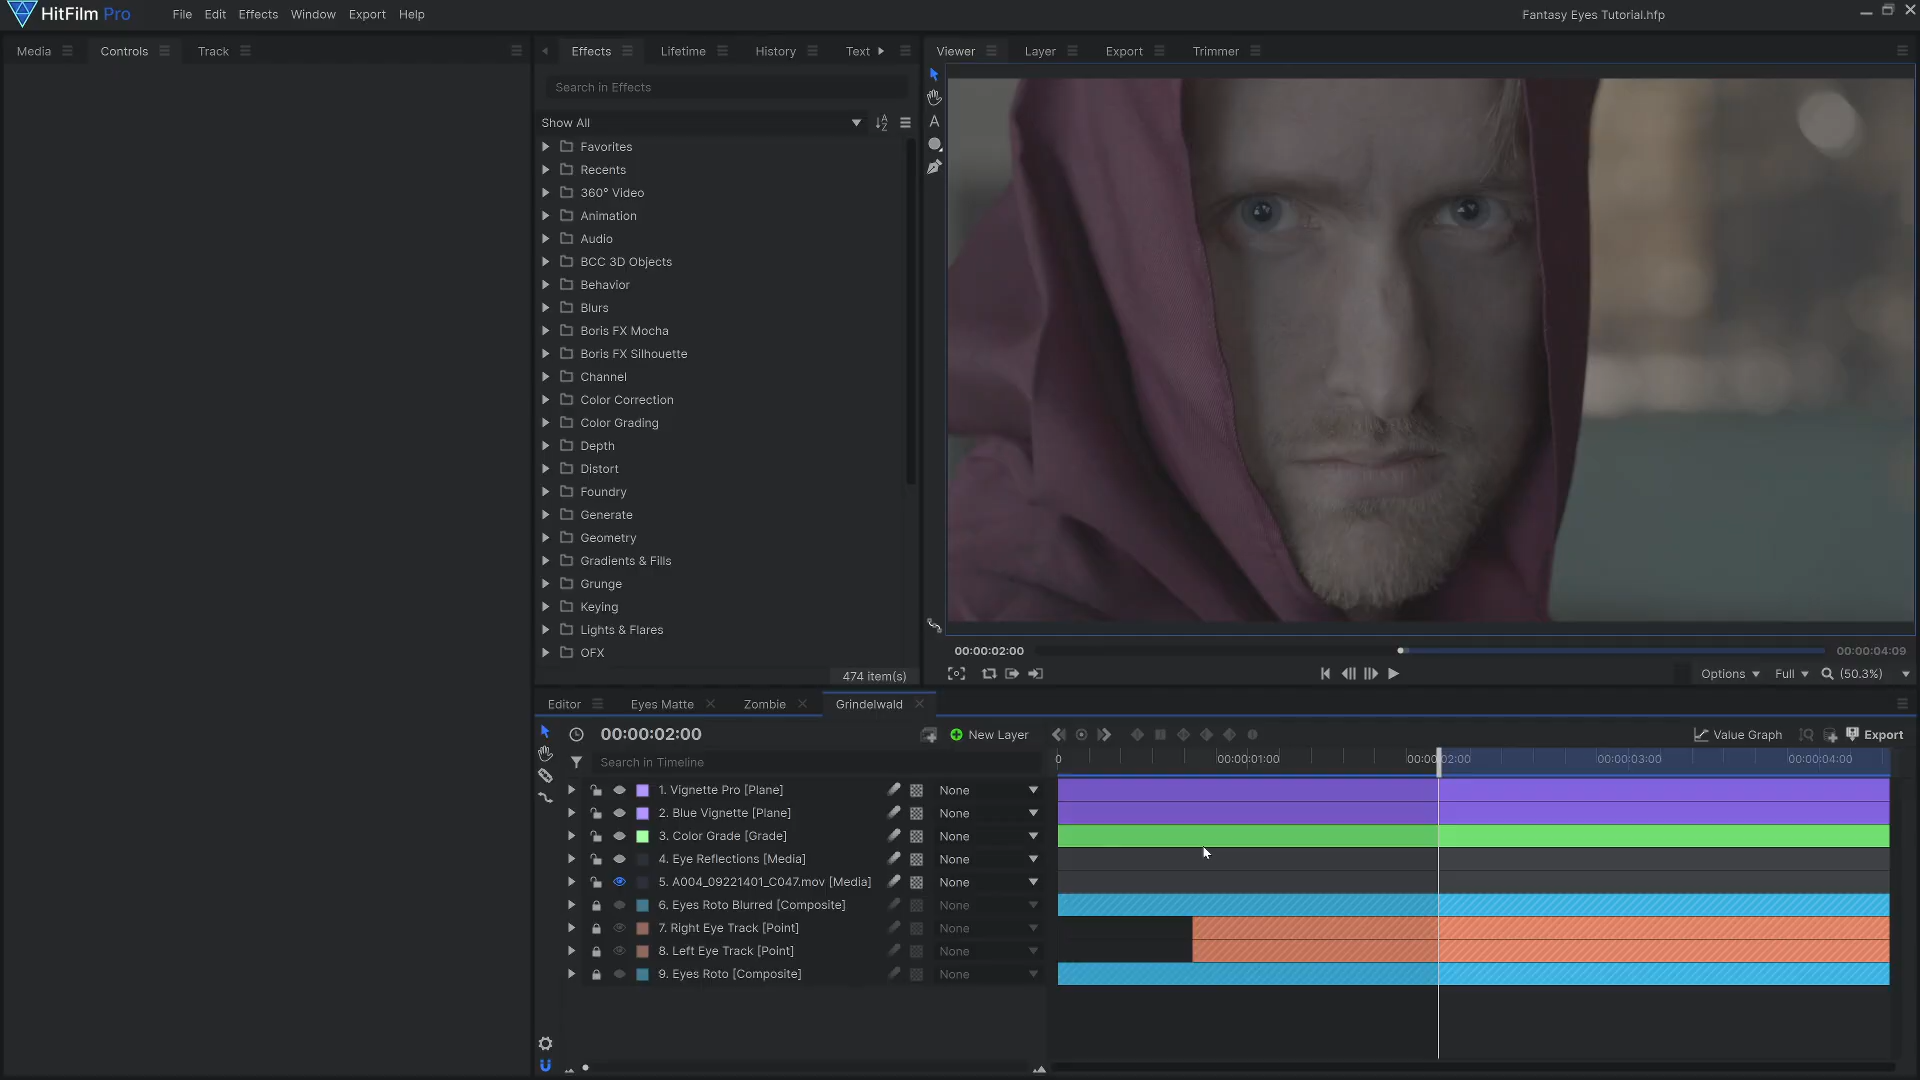 HitFilm Pro
File Edit Effects Window Export Help
Fantasy Eyes Tutorial.hfp
Media Controls Track
Effects Lifetime History Text
Viewer Layer Export Trimmer
Search in Effects
Show All
Favorites
Recents
360° Video
Animation
Audio
BCC 3D Objects
Behavior
Blurs
Boris FX Mocha
Boris FX Silhouette
Channel
Color Correction
Color Grading
Depth
Distort
Foundry
Generate
Geometry
Gradients & Fills
Grunge
Keying
Lights & Flares
OFX
474 item(s)
00:00:02:00
00:00:04:09
Options Full (50.3%)
Editor Eyes Matte Zombie Grindelwald
00:00:02:00 New Layer
Value Graph Export
Search in Timeline
0 00:00:01:00 00:00:02:00 00:00:03:00 00:00:04:00
1. Vignette Pro [Plane] None
2. Blue Vignette [Plane] None
3. Color Grade [Grade] None
4. Eye Reflections [Media] None
5. A004_09221401_C047.mov [Media] None
6. Eyes Roto Blurred [Composite] None
7. Right Eye Track [Point] None
8. Left Eye Track [Point] None
9. Eyes Roto [Composite] None